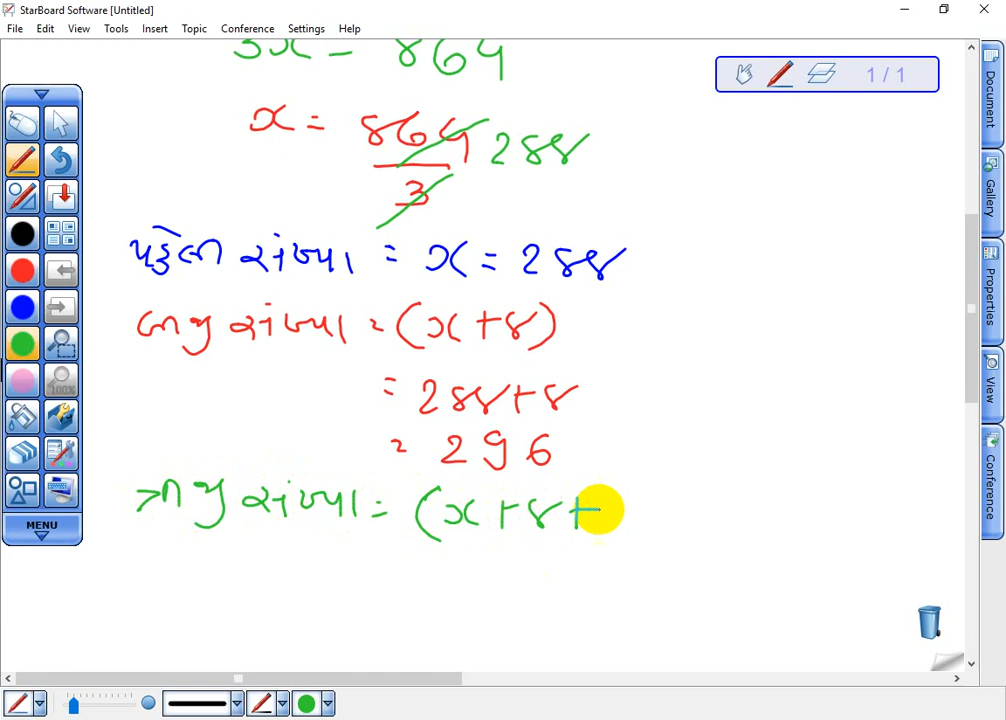 StarBoard Software [Untitled]
File Edit View Tools Insert Topic Conference Settings Help
3x = 864
1 / 1
x = 864/3 288
પહેલી સંખ્યા = x = 288
બીજી સંખ્યા = (x+8)
= 288+8
= 296
ત્રીજી સંખ્યા = (x+8+
MENU
100%
Document
Gallery
Properties
View
Conference